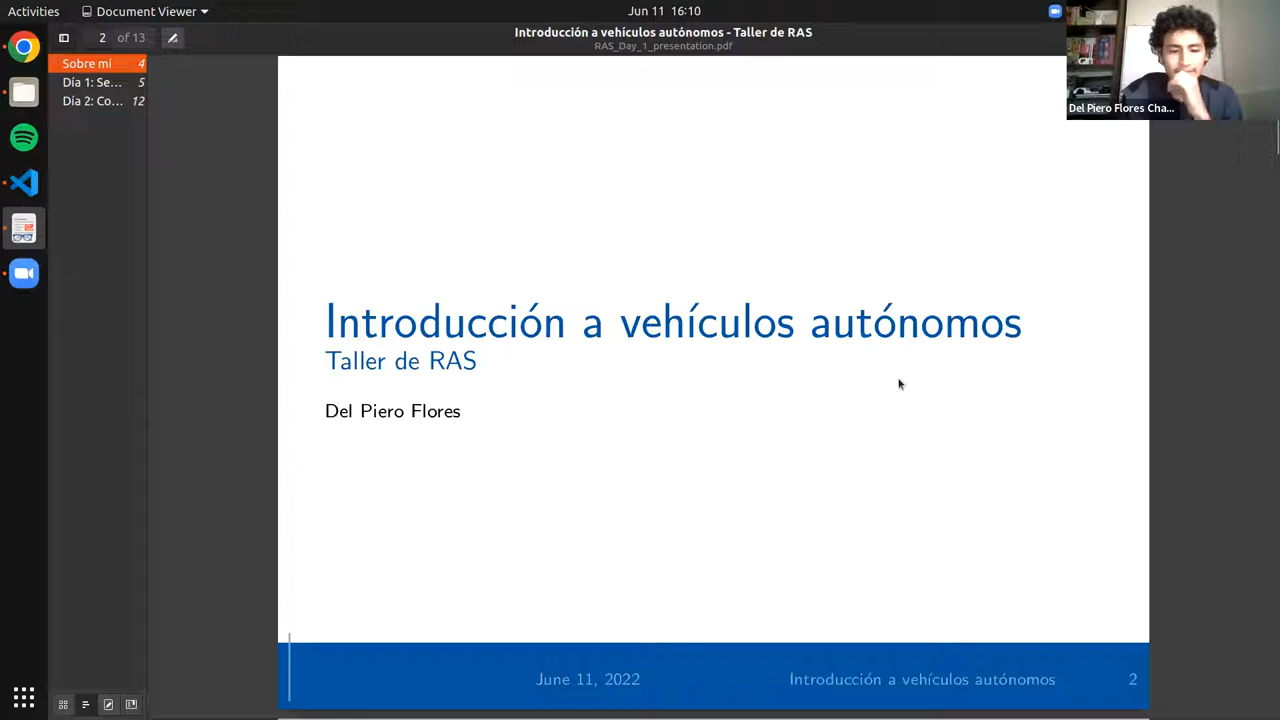 Activities
Document Viewer
Jun 11 16:10
2 of 13
Introducción a vehículos autónomos - Taller de RAS
RAS_Day_1_presentation.pdf
Sobre mí 4
Día 1: Se... 5
Día 2: Co... 12
Del Piero Flores Cha...
Introducción a vehículos autónomos
Taller de RAS
Del Piero Flores
June 11, 2022
Introducción a vehículos autónomos
2